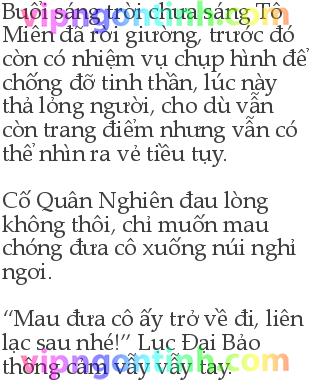 Buổi sáng trời chưa sáng Tô
Miên đã rời giường, trước đó
còn có nhiệm vụ chụp hình để
chống đỡ tinh thần, lúc này
thả lỏng người, cho dù vẫn
còn trang điểm nhưng vẫn có
thể nhìn ra vẻ tiều tụy.
Cố Quân Nghiên đau lòng
không thôi, chỉ muốn mau
chóng đưa cô xuống núi nghỉ
ngơi.
“Mau đưa cô ấy trở về đi, liên
lạc sau nhé!” Lục Đại Bảo
thông cảm vẫy vẫy tay.
vipngontinh.com
vipngontinh.com